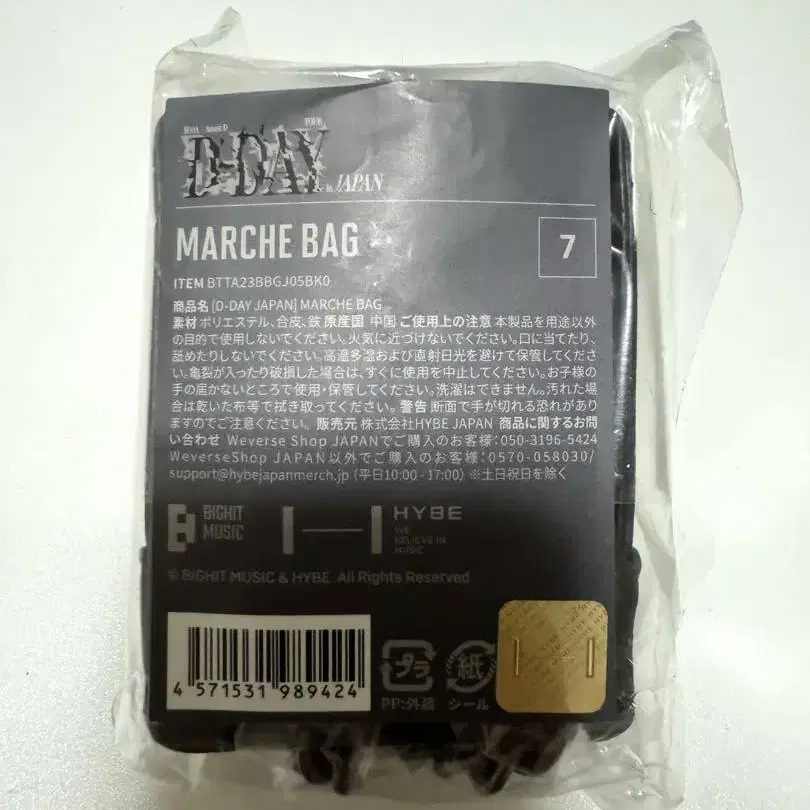 SUGA | Agust D
TOUR
D-DAY
in JAPAN
MARCHE BAG
7
ITEM BTTA23BBGJ05BK0
商品名 [D-DAY JAPAN] MARCHE BAG
素材 ポリエステル、合皮、鉄 原産国 中国 ご使用上の注意 本製品を用途以外
の目的で使用しないでください。火気に近づけないでください。口に当てたり、
舐めたりしないでください。高温多湿および直射日光を避けて保管してくださ
い。亀裂が入ったり破損した場合は、すぐに使用を中止してください。お子様の
手の届かないところで使用・保管してください。洗濯はできません。汚れた場
合は乾いた布等で拭き取ってください。 警告 断面で手が切れる恐れがあり
ますのでご注意ください。 販売元 株式会社HYBE JAPAN 商品に関するお問
い合わせ Weverse Shop JAPANでご購入のお客様:050-3196-5424
WeverseShop JAPAN以外でご購入のお客様:0570-058030/
support@hybejapanmerch.jp (平日10:00 - 17:00) ※土日祝日を除く
BIGHIT
MUSIC
HYBE
WE
BELIEVE IN
MUSIC
© BIGHIT MUSIC & HYBE All Rights Reserved
4 571531 989424
プラ
PP:外袋
紙
シール